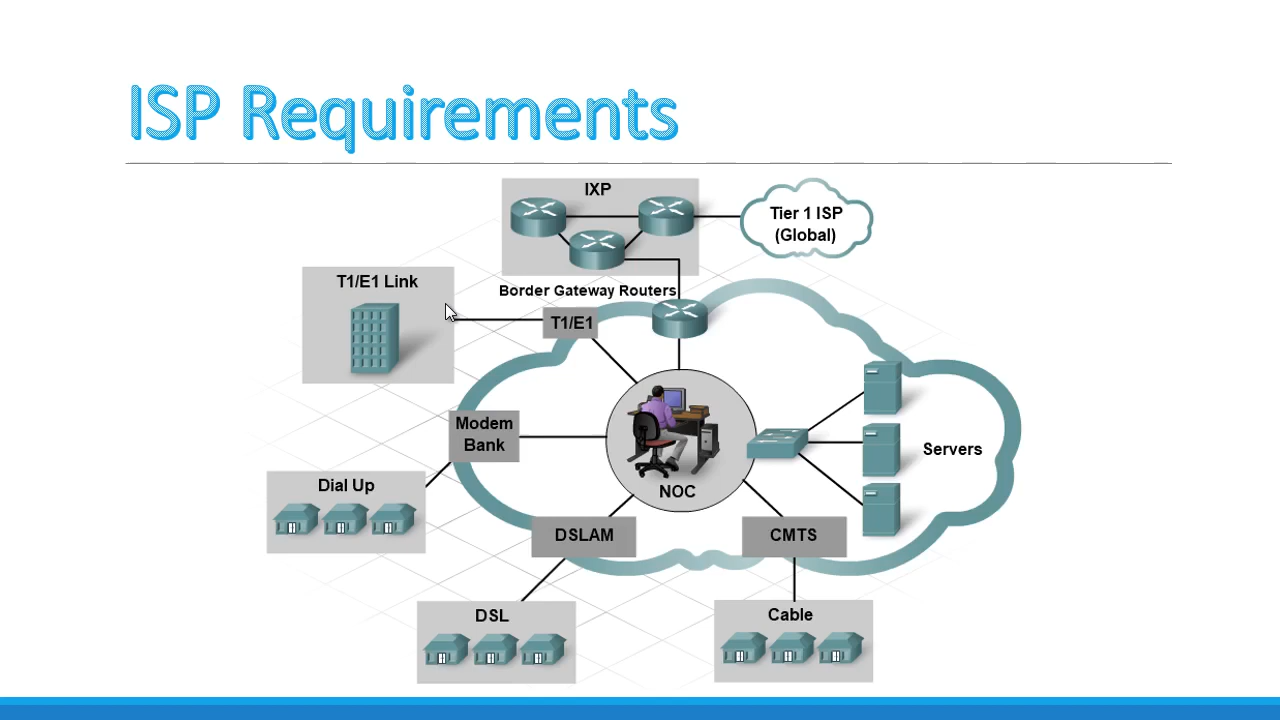 ISP Requirements
IXP
Tier 1 ISP
(Global)
T1/E1 Link
Border Gateway Routers
T1/E1
Modem
Bank
Servers
Dial Up
NOC
DSLAM
CMTS
DSL
Cable